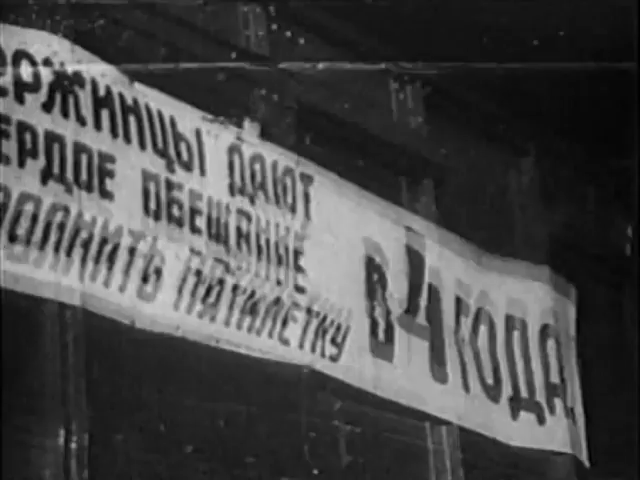 ЕРЖИНЦЫ ДАЮТ
ЕРДОЕ ОБЕЩАНИЕ
ОЛНИТЬ ПЯТИЛЕТКУ
В 4 ГОДА.